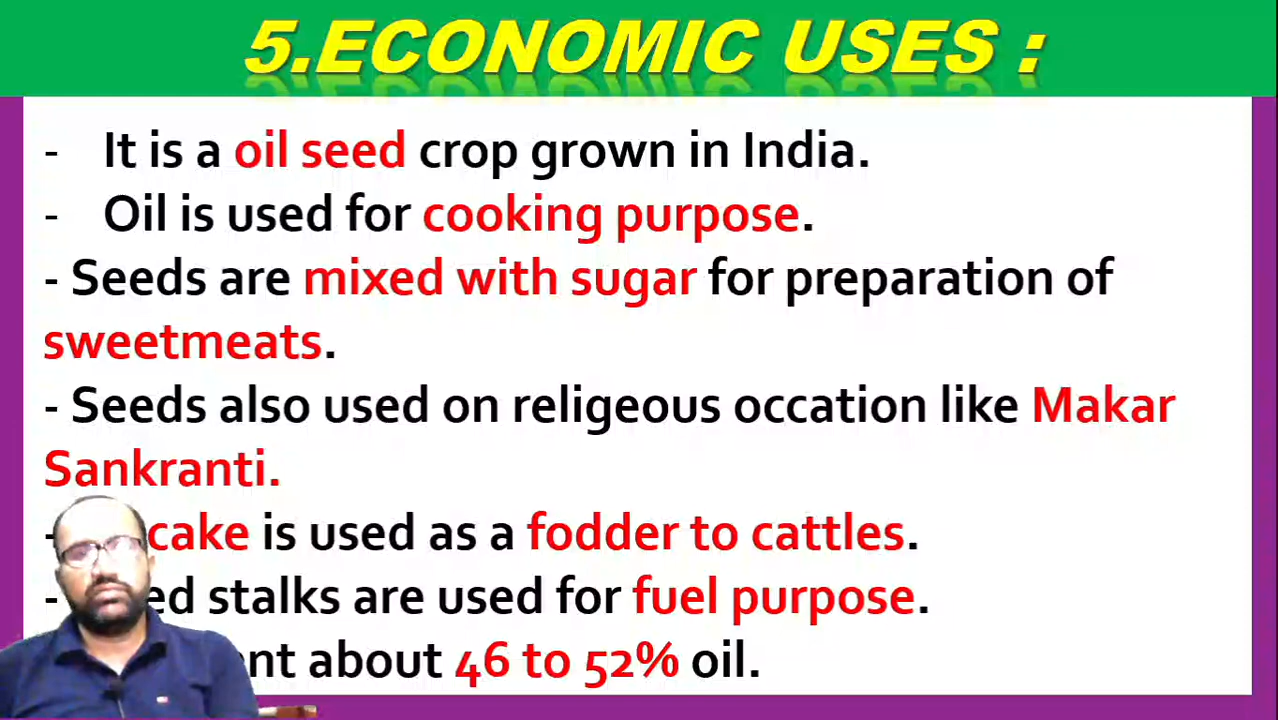 5.ECONOMIC USES :
- It is a oil seed crop grown in India.
- Oil is used for cooking purpose.
- Seeds are mixed with sugar for preparation of
sweetmeats.
- Seeds also used on religeous occation like Makar
Sankranti.
- cake is used as a fodder to cattles.
- stalks are used for fuel purpose.
about 46 to 52% oil.